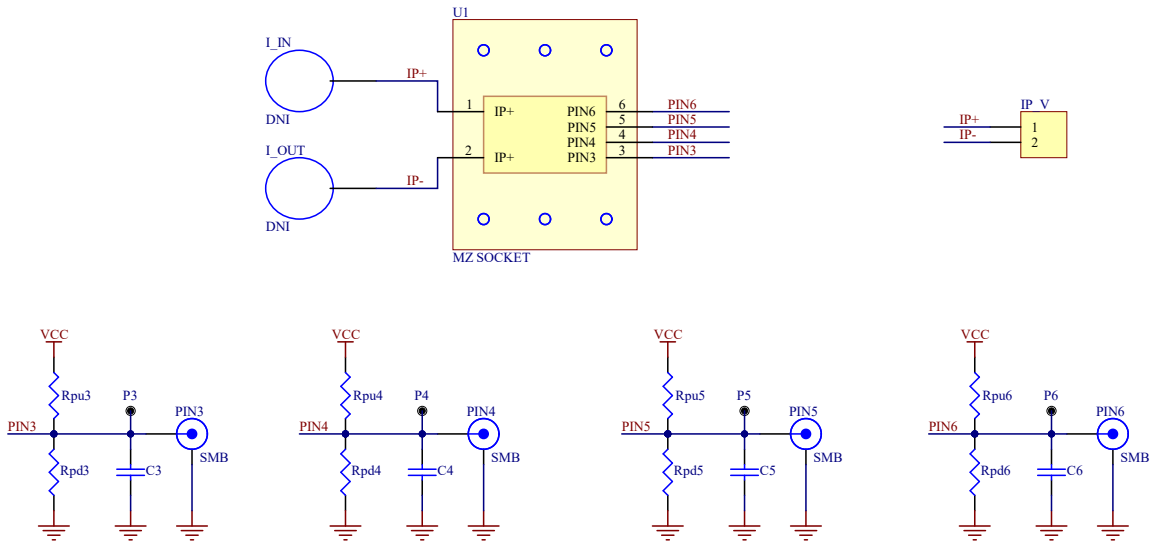 U1
I_IN
IP+
DNI
1 IP+ PIN6 6 PIN6
PIN5 5 PIN5
PIN4 4 PIN4
2 IP+ PIN3 3 PIN3
I_OUT
IP-
DNI
MZ SOCKET
IP_V
IP+ 1
IP- 2
VCC VCC VCC VCC
Rpu3 P3 Rpu4 P4 Rpu5 P5 Rpu6 P6
PIN3 PIN3 PIN4 PIN4 PIN5 PIN5 PIN6 PIN6
SMB SMB SMB SMB
Rpd3 C3 Rpd4 C4 Rpd5 C5 Rpd6 C6